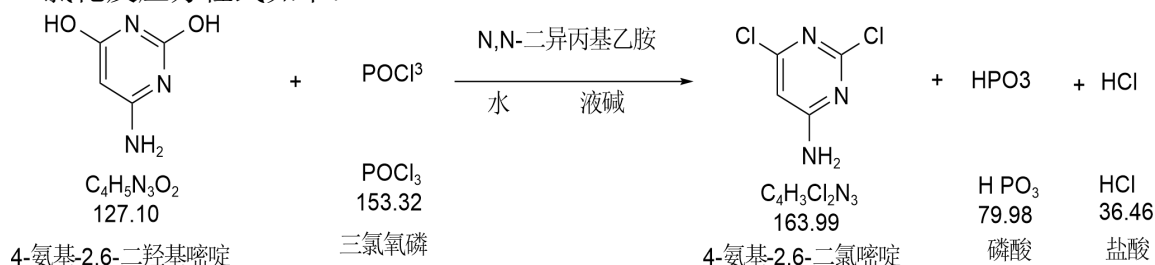 HO N OH
N
NH₂
C₄H₅N₃O₂
127.10
4-氨基-2,6-二羟基嘧啶
+
POCl³
POCl₃
153.32
三氯氧磷
N,N-二异丙基乙胺
水 液碱
Cl N Cl
N
NH₂
C₄H₃Cl₂N₃
163.99
4-氨基-2,6-二氯嘧啶
+
HPO3
H PO₃
79.98
磷酸
+
HCl
HCl
36.46
盐酸